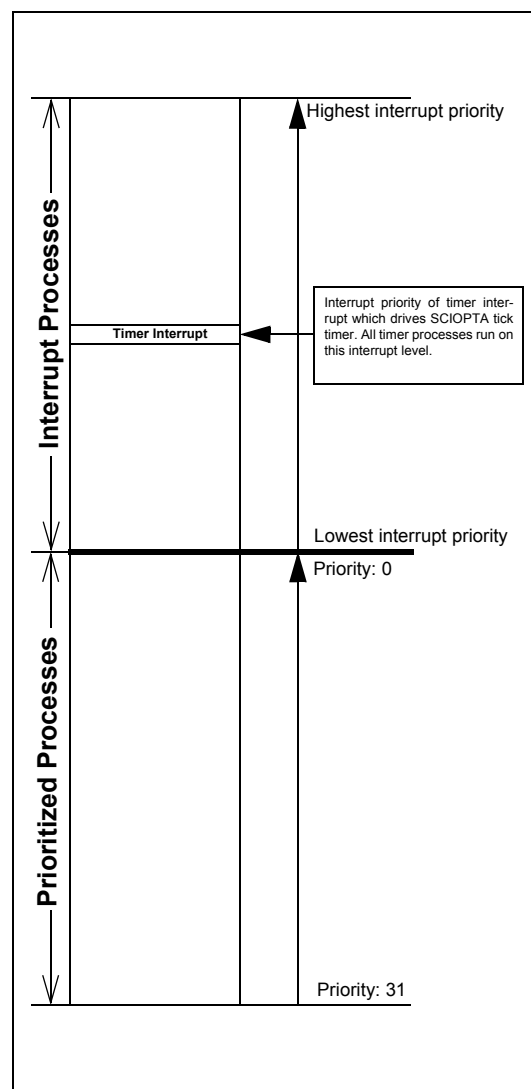 Highest interrupt priority
Interrupt Processes
Interrupt priority of timer inter-
rupt which drives SCIOPTA tick
timer. All timer processes run on
this interrupt level.
Timer Interrupt
Lowest interrupt priority
Priority: 0
Prioritized Processes
Priority: 31